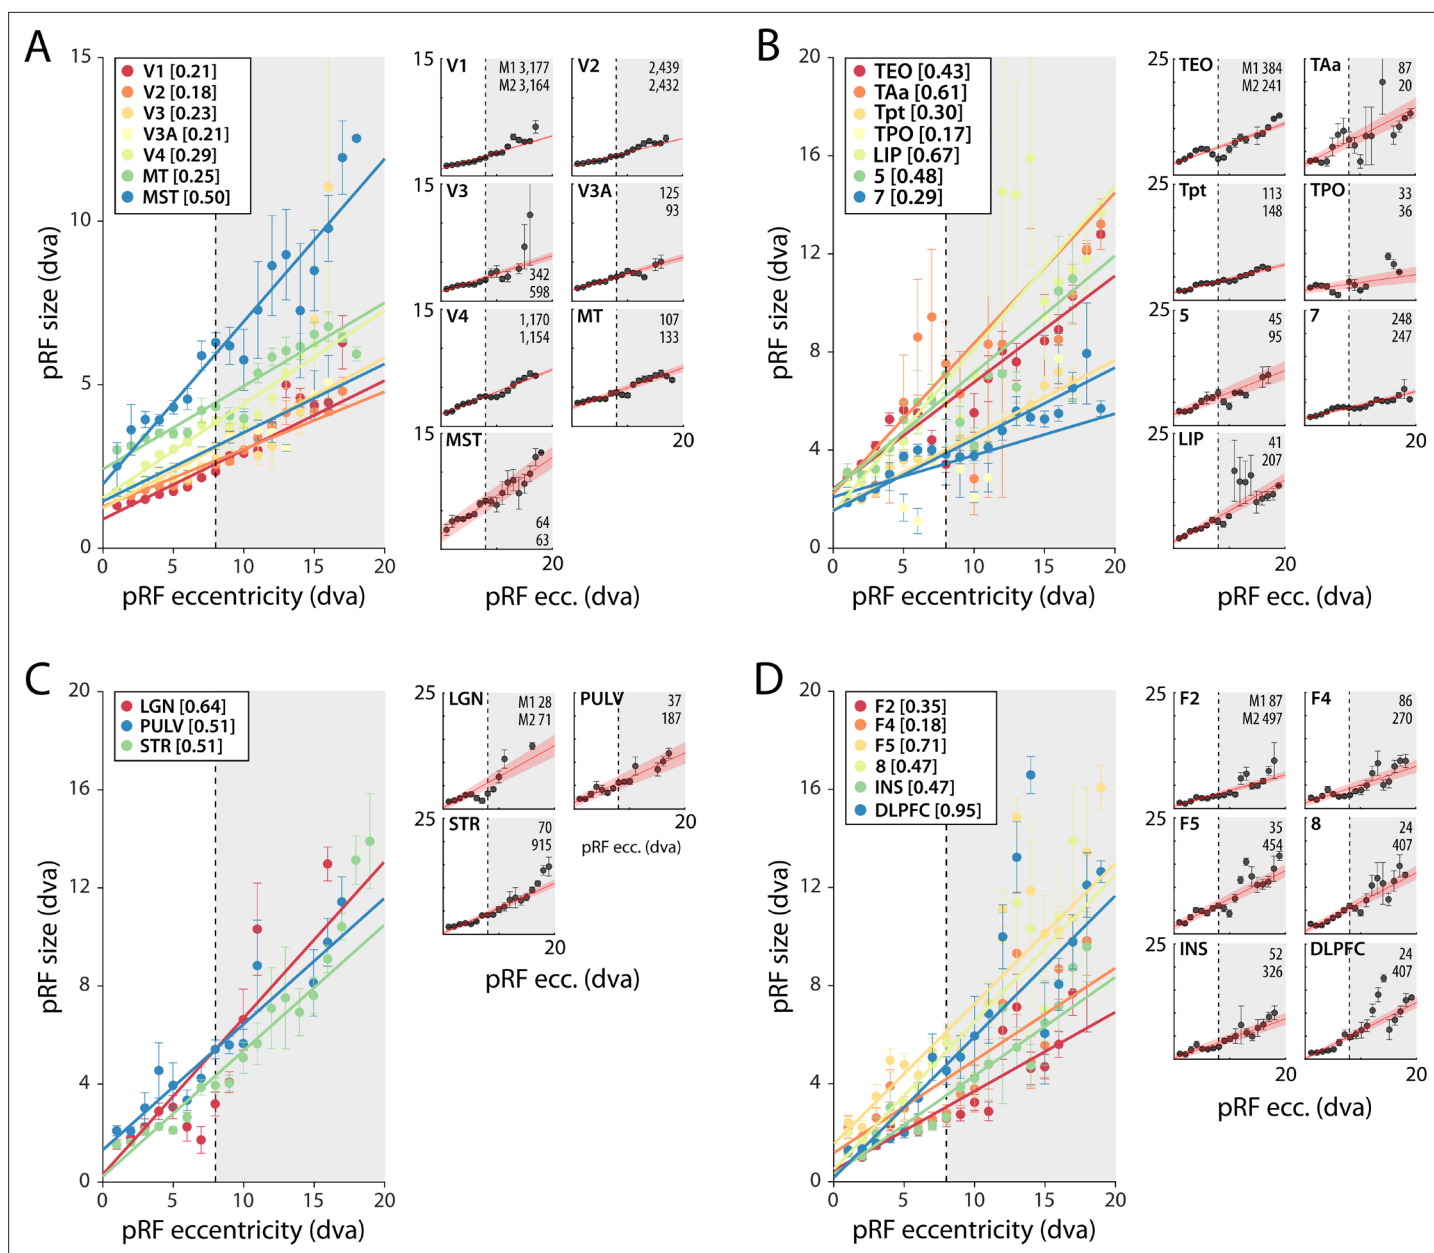 A
15
10
5
0
0 5 10 15 20
pRF size (dva)
pRF eccentricity (dva)
V1 [0.21]
V2 [0.18]
V3 [0.23]
V3A [0.21]
V4 [0.29]
MT [0.25]
MST [0.50]
15
V1
M1 3,177
M2 3,164
V2
2,439
2,432
15
V3
342
598
V3A
125
93
15
V4
1,170
1,154
MT
107
133
20
15
MST
64
63
20
pRF ecc. (dva)
B
20
16
12
8
4
0
0 5 10 15 20
pRF size (dva)
pRF eccentricity (dva)
TEO [0.43]
TAa [0.61]
Tpt [0.30]
TPO [0.17]
LIP [0.67]
5 [0.48]
7 [0.29]
25
TEO
M1 384
M2 241
TAa
87
20
25
Tpt
113
148
TPO
33
36
25
5
45
95
7
248
247
20
25
LIP
41
207
20
pRF ecc. (dva)
C
20
16
12
8
4
0
0 5 10 15 20
pRF size (dva)
pRF eccentricity (dva)
LGN [0.64]
PULV [0.51]
STR [0.51]
25
LGN
M1 28
M2 71
PULV
37
187
20
pRF ecc. (dva)
25
STR
70
915
20
pRF ecc. (dva)
D
20
16
12
8
4
0
0 5 10 15 20
pRF size (dva)
pRF eccentricity (dva)
F2 [0.35]
F4 [0.18]
F5 [0.71]
8 [0.47]
INS [0.47]
DLPFC [0.95]
25
F2
M1 87
M2 497
F4
86
270
25
F5
35
454
8
24
407
25
INS
52
326
DLPFC
24
407
20
pRF ecc. (dva)